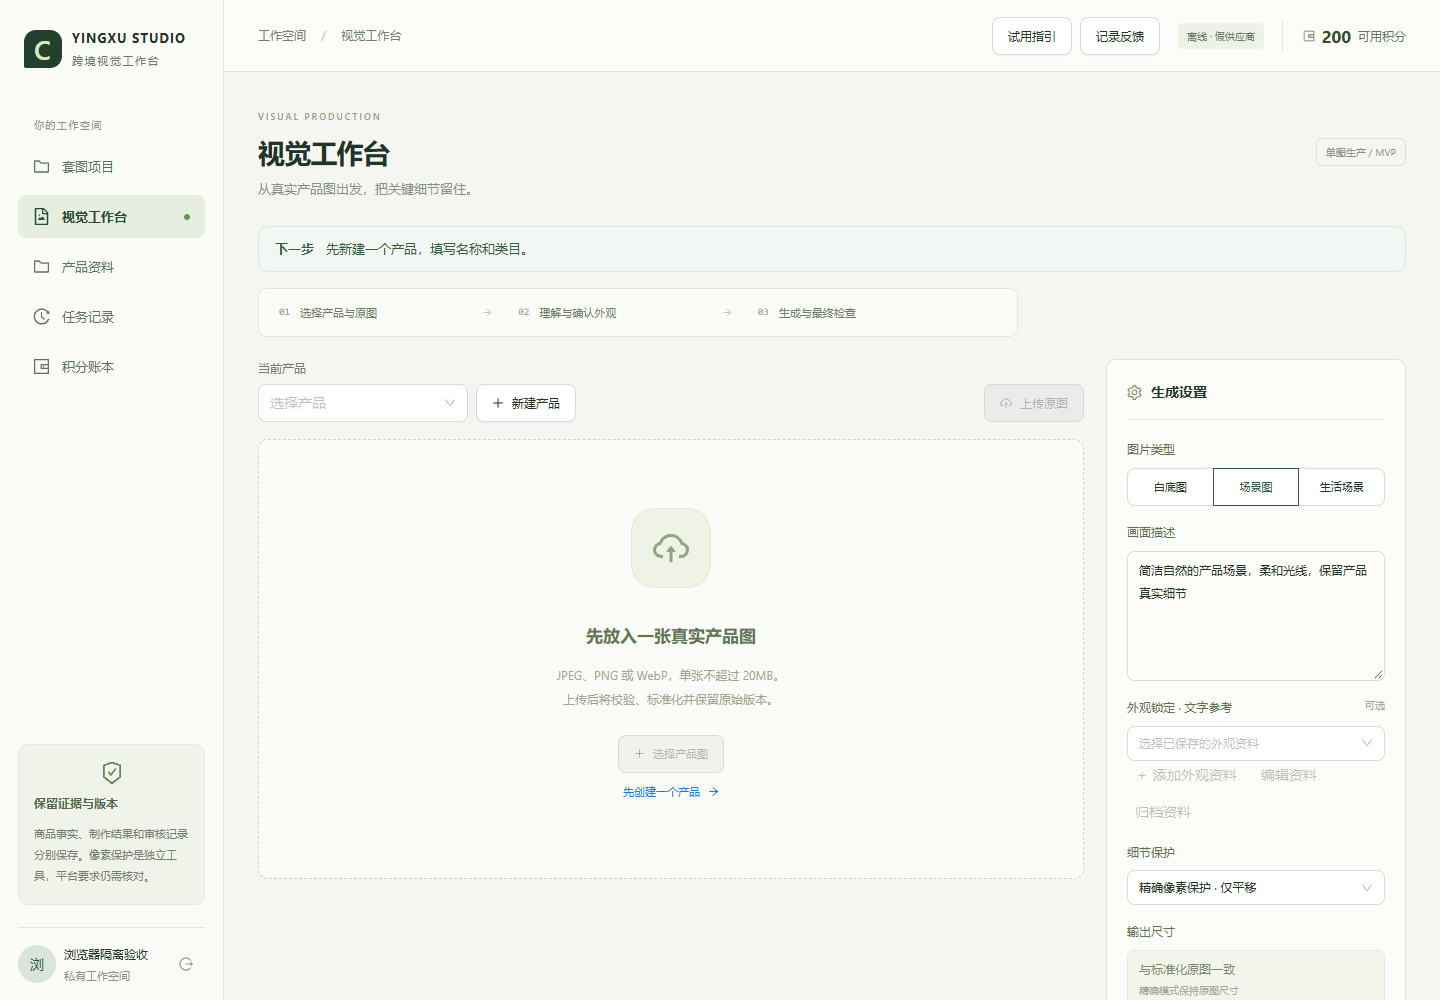 C
YINGXU STUDIO
跨境视觉工作台
你的工作空间
套图项目
视觉工作台
产品资料
任务记录
积分账本
保留证据与版本
商品事实、制作结果和审核记录
分别保存。像素保护是独立工
具，平台要求仍需核对。
浏
浏览器隔离验收
私有工作空间
工作空间 / 视觉工作台
试用指引
记录反馈
离线 · 假供应商
200 可用积分
VISUAL PRODUCTION
视觉工作台
从真实产品图出发，把关键细节留住。
单图生产 / MVP
下一步 先新建一个产品，填写名称和类目。
01 选择产品与原图 → 02 理解与确认外观 → 03 生成与最终检查
当前产品
选择产品
+ 新建产品
上传原图
先放入一张真实产品图
JPEG、PNG 或 WebP，单张不超过 20MB。
上传后将校验、标准化并保留原始版本。
+ 选择产品图
先创建一个产品 →
生成设置
图片类型
白底图 场景图 生活场景
画面描述
简洁自然的产品场景，柔和光线，保留产品
真实细节
外观锁定 · 文字参考 可选
选择已保存的外观资料
+ 添加外观资料 编辑资料
归档资料
细节保护
精确像素保护 · 仅平移
输出尺寸
与标准化原图一致
精确模式保持原图尺寸